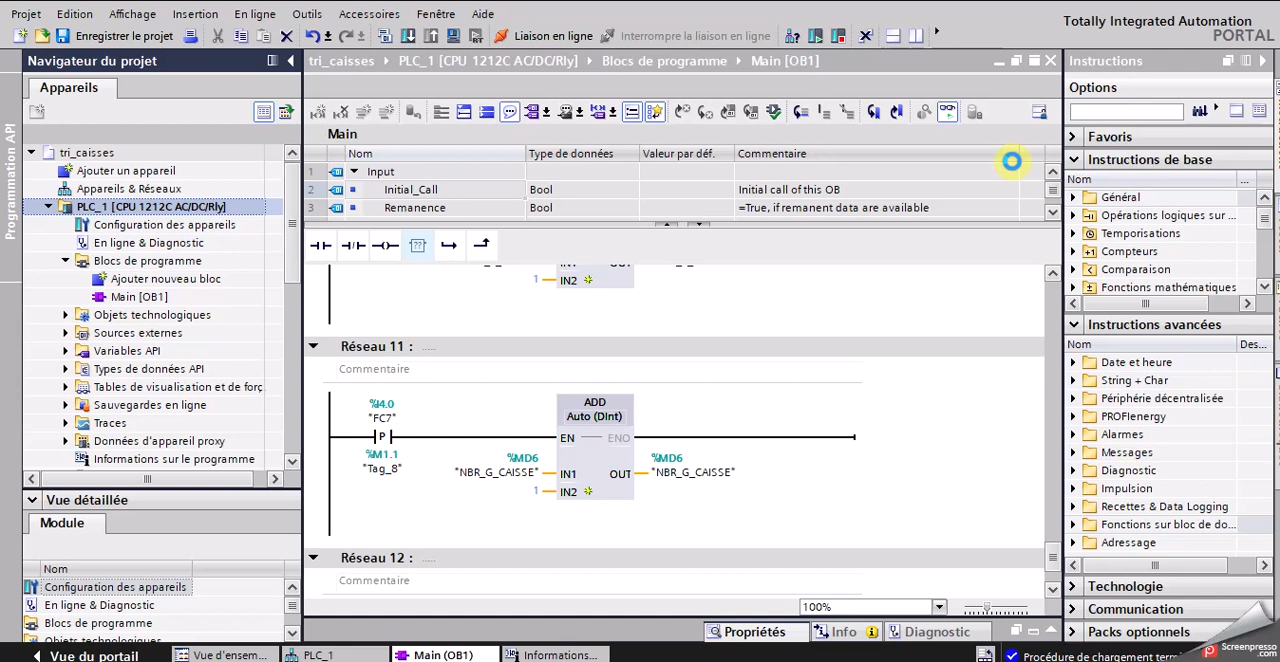 Projet Edition Affichage Insertion En ligne Outils Accessoires Fenêtre Aide
Totally Integrated Automation
PORTAL
Enregistrer le projet Liaison en ligne Interrompre la liaison en ligne
Navigateur du projet
tri_caisses PLC_1 [CPU 1212C AC/DC/Rly] Blocs de programme Main [OB1]
Instructions
Appareils
Options
Programmation API
Main
Nom Type de données Valeur par déf. Commentaire
1 Input
2 Initial_Call Bool Initial call of this OB
3 Remanence Bool =True, if remanent data are available
tri_caisses
Ajouter un appareil
Appareils & Réseaux
PLC_1 [CPU 1212C AC/DC/Rly]
Configuration des appareils
En ligne & Diagnostic
Blocs de programme
Ajouter nouveau bloc
Main [OB1]
Objets technologiques
Sources externes
Variables API
Types de données API
Tables de visualisation et de forç
Sauvegardes en ligne
Traces
Données d'appareil proxy
Informations sur le programme
Vue détaillée
Module
Nom
Configuration des appareils
En ligne & Diagnostic
Blocs de programme
Objets technologiques
??
IN1 OUT
1 IN2
Réseau 11 : .....
Commentaire
%I4.0
"FC7"
P
%M1.1
"Tag_8"
ADD
Auto (DInt)
EN ENO
%MD6
"NBR_G_CAISSE" IN1
1 IN2
%MD6
OUT "NBR_G_CAISSE"
Réseau 12 : .....
Commentaire
100%
Propriétés Info Diagnostic
Favoris
Instructions de base
Nom ...
Général
Opérations logiques sur ...
Temporisations
Compteurs
Comparaison
Fonctions mathématiques
Instructions avancées
Nom Des...
Date et heure
String + Char
Périphérie décentralisée
PROFIenergy
Alarmes
Messages
Diagnostic
Impulsion
Recettes & Data Logging
Fonctions sur bloc de do...
Adressage
Technologie
Communication
Packs optionnels
Vue du portail Vue d'ensem... PLC_1 Main (OB1) Informations...
Procédure de chargement term
Screenpresso
.com